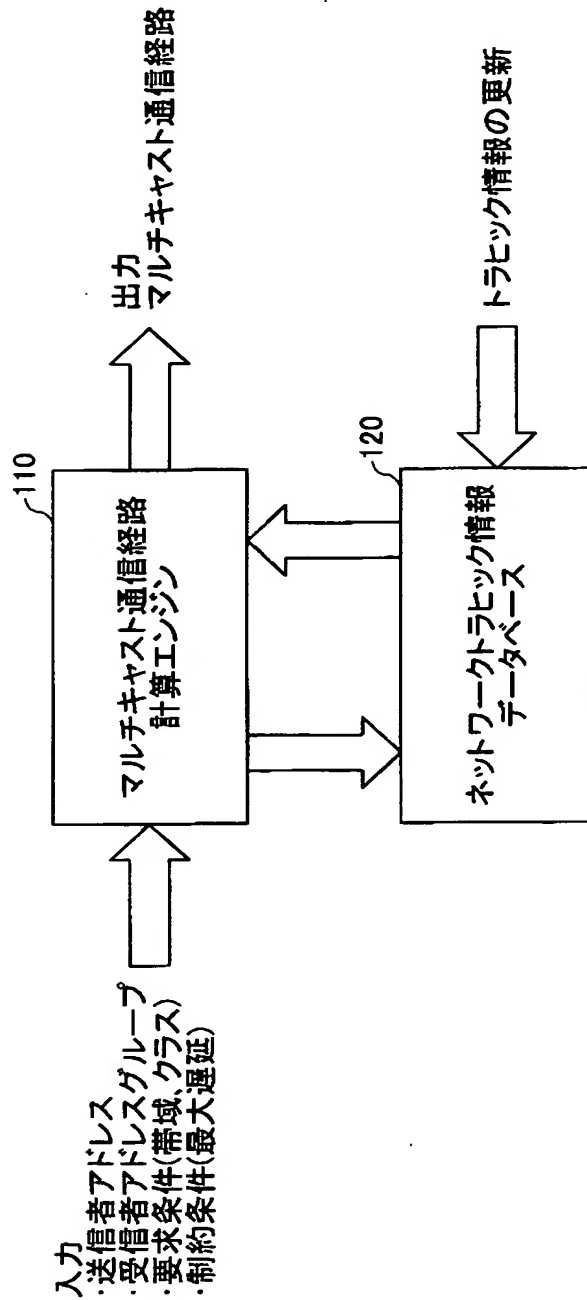 入力
・送信者アドレス
・受信者アドレスグループ
・要求条件(帯域、クラス)
・制約条件(最大遅延)
110
マルチキャスト通信経路
計算エンジン
出力
マルチキャスト通信経路
120
ネットワークトラヒック情報
データベース
トラヒック情報の更新